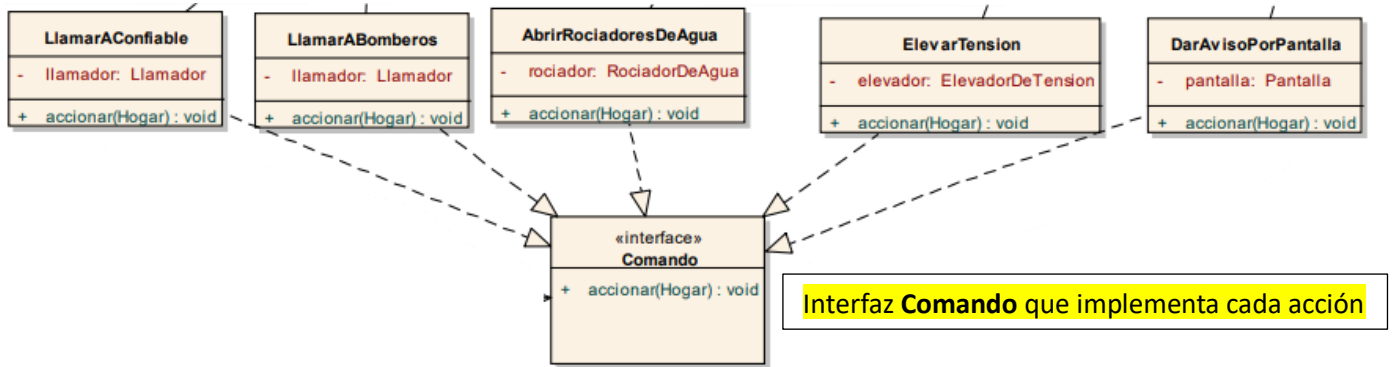 LlamarAConfiable
- llamador: Llamador
+ accionar(Hogar) : void
LlamarABomberos
- llamador: Llamador
+ accionar(Hogar) : void
AbrirRociadoresDeAgua
- rociador: RociadorDeAgua
+ accionar(Hogar) : void
ElevarTension
- elevador: ElevadorDeTension
+ accionar(Hogar) : void
DarAvisoPorPantalla
- pantalla: Pantalla
+ accionar(Hogar) : void
«interface»
Comando
+ accionar(Hogar) : void
Interfaz Comando que implementa cada acción